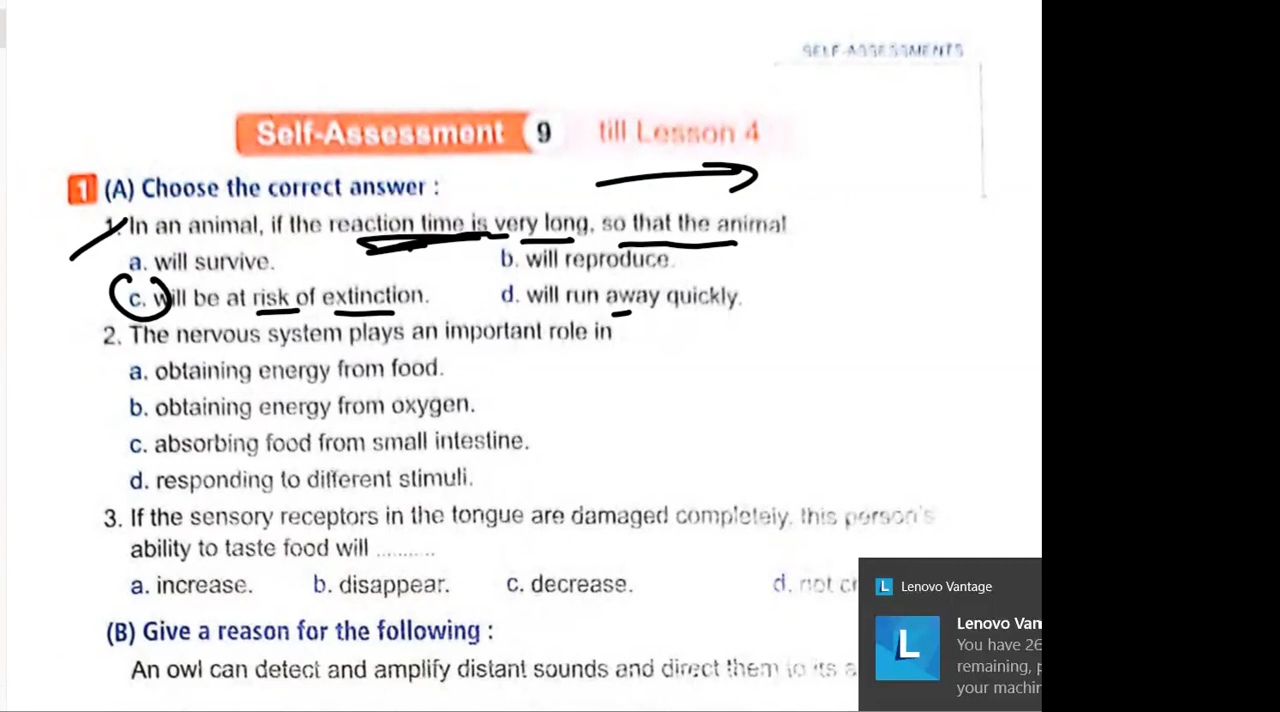 SELF-ASSESSMENTS
Self-Assessment 9 till Lesson 4
1 (A) Choose the correct answer :
1. In an animal, if the reaction time is very long, so that the animal
a. will survive. b. will reproduce.
c. will be at risk of extinction. d. will run away quickly.
2. The nervous system plays an important role in
a. obtaining energy from food.
b. obtaining energy from oxygen.
c. absorbing food from small intestine.
d. responding to different stimuli.
3. If the sensory receptors in the tongue are damaged completely, this person's
ability to taste food will ..........
a. increase. b. disappear. c. decrease. d. not
Lenovo Vantage
(B) Give a reason for the following :
Lenovo
You have 26
An owl can detect and amplify distant sounds and direct them to its
remaining,
your